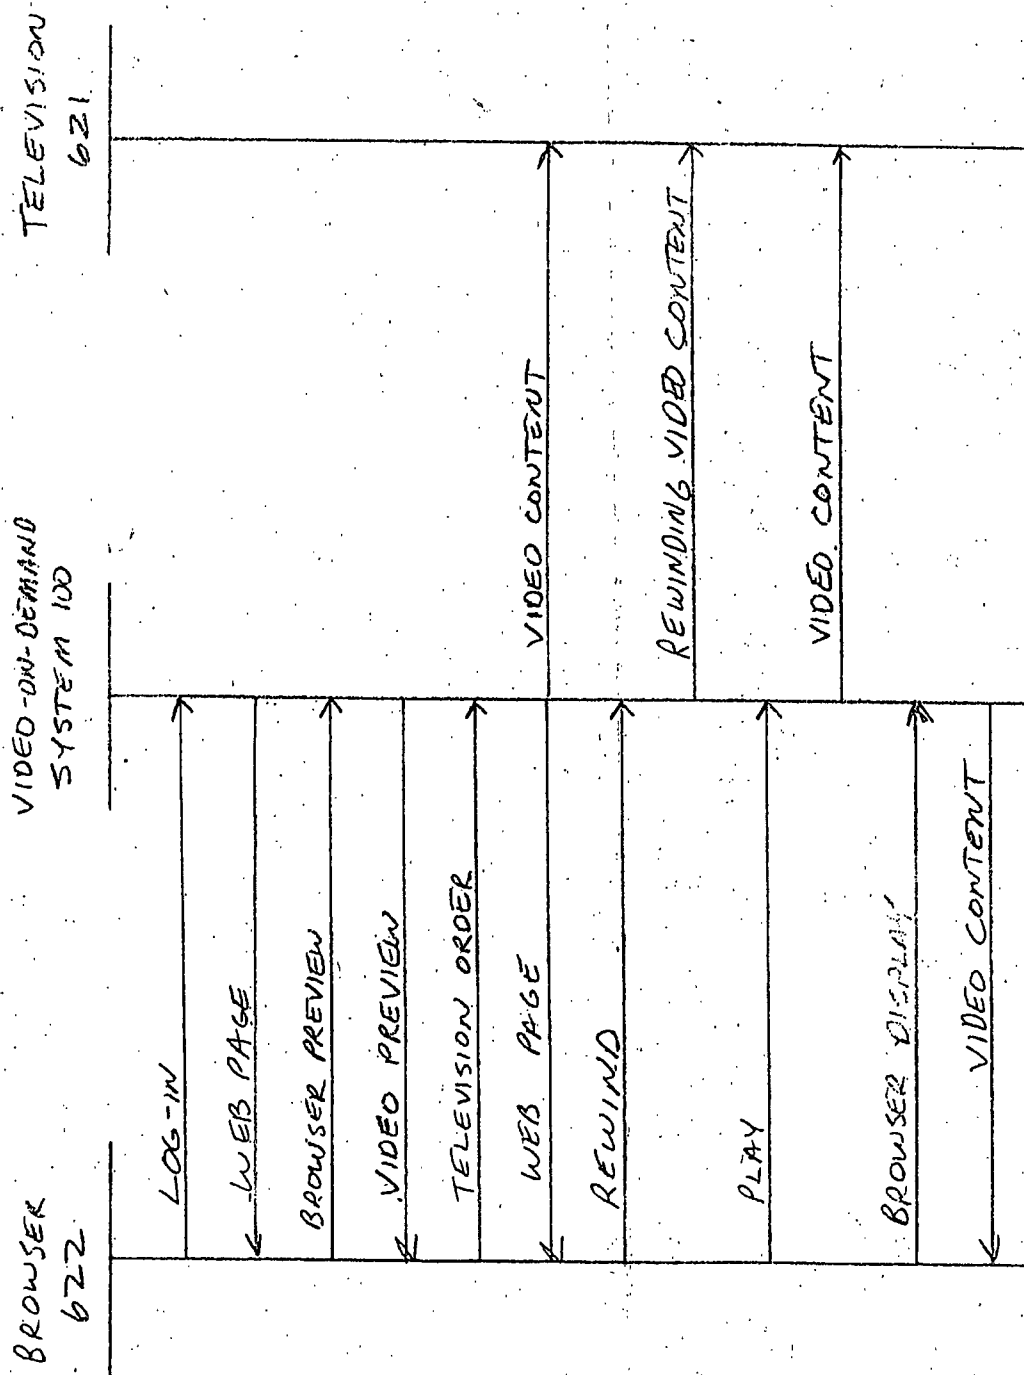 BROWSER
622
VIDEO-ON-DEMAND
SYSTEM 100
TELEVISION
621
LOG-IN
WEB PAGE
BROWSER PREVIEW
VIDEO PREVIEW
TELEVISION ORDER
WEB PAGE
VIDEO CONTENT
REWIND
REWINDING VIDEO CONTENT
PLAY
VIDEO CONTENT
BROWSER DISPLAY
VIDEO CONTENT